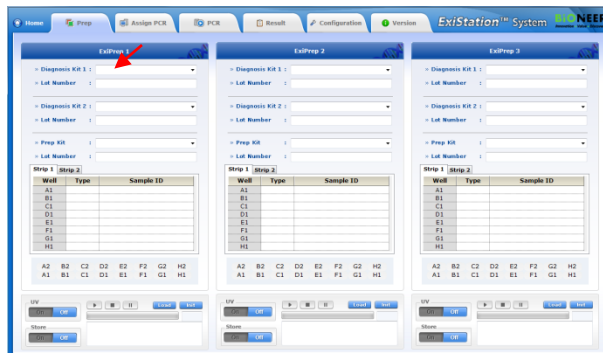 Home Prep Assign PCR PCR Result Configuration Version ExiStation™ System BIONEER
ExiPrep 1 ExiPrep 2 ExiPrep 3
» Diagnosis Kit 1 : » Diagnosis Kit 1 : » Diagnosis Kit 1 :
» Lot Number : » Lot Number : » Lot Number :
» Diagnosis Kit 2 : » Diagnosis Kit 2 : » Diagnosis Kit 2 :
» Lot Number : » Lot Number : » Lot Number :
» Prep Kit : » Prep Kit : » Prep Kit :
» Lot Number : » Lot Number : » Lot Number :
Strip 1 Strip 2 Strip 1 Strip 2 Strip 1 Strip 2
Well Type Sample ID Well Type Sample ID Well Type Sample ID
A1 A1 A1
B1 B1 B1
C1 C1 C1
D1 D1 D1
E1 E1 E1
F1 F1 F1
G1 G1 G1
H1 H1 H1
A2 B2 C2 D2 E2 F2 G2 H2 A2 B2 C2 D2 E2 F2 G2 H2 A2 B2 C2 D2 E2 F2 G2 H2
A1 B1 C1 D1 E1 F1 G1 H1 A1 B1 C1 D1 E1 F1 G1 H1 A1 B1 C1 D1 E1 F1 G1 H1
UV UV UV
On Off Load Init On Off Load Init On Off Load Init
Store Store Store
On Off On Off On Off